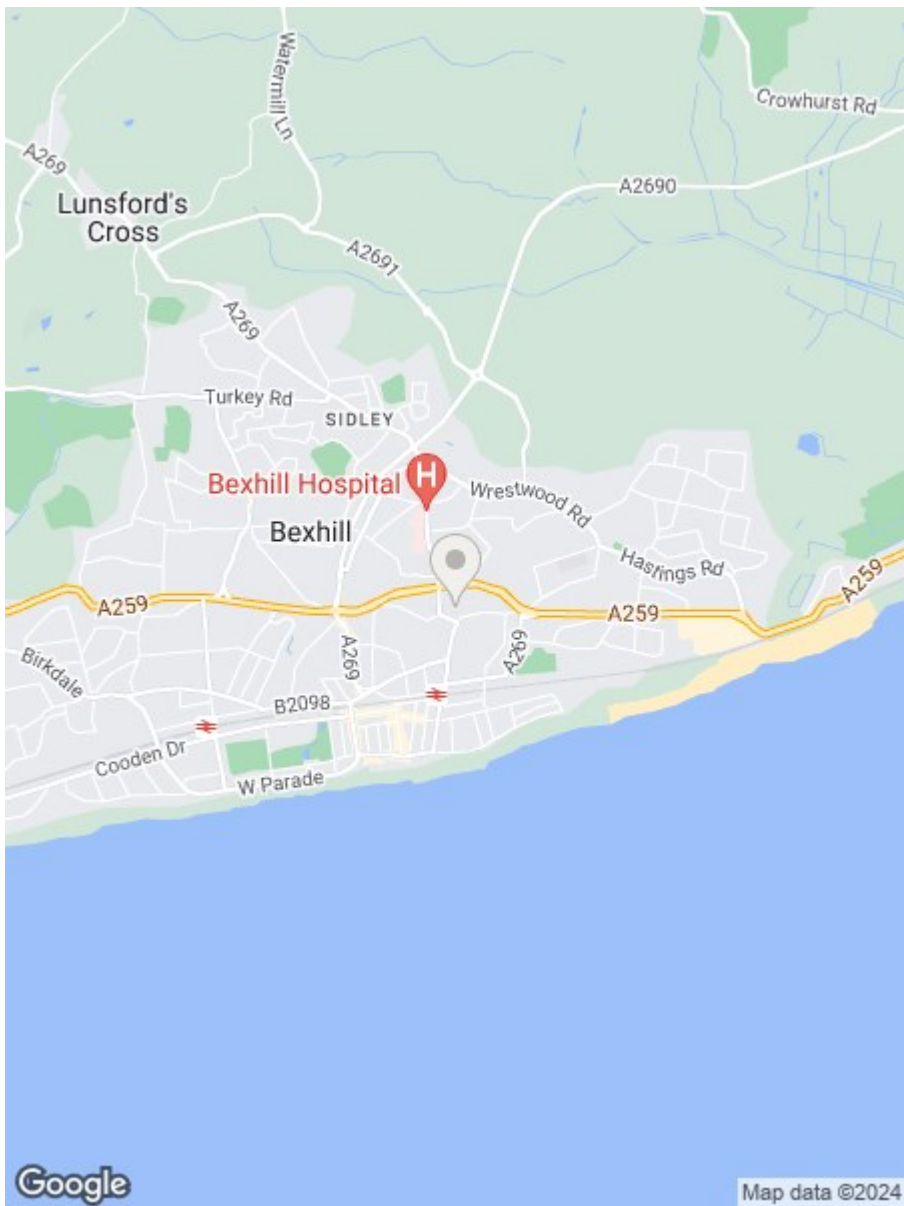 Watermill Ln
Crowhurst Rd
A269
A2690
Lunsford's
Cross
A2691
A269
Turkey Rd
SIDLEY
Bexhill Hospital
H
Wrestwood Rd
Bexhill
Hastings Rd
A259
A259
A259
A269
A269
Birkdale
B2098
Cooden Dr
W Parade
Google
Map data ©2024